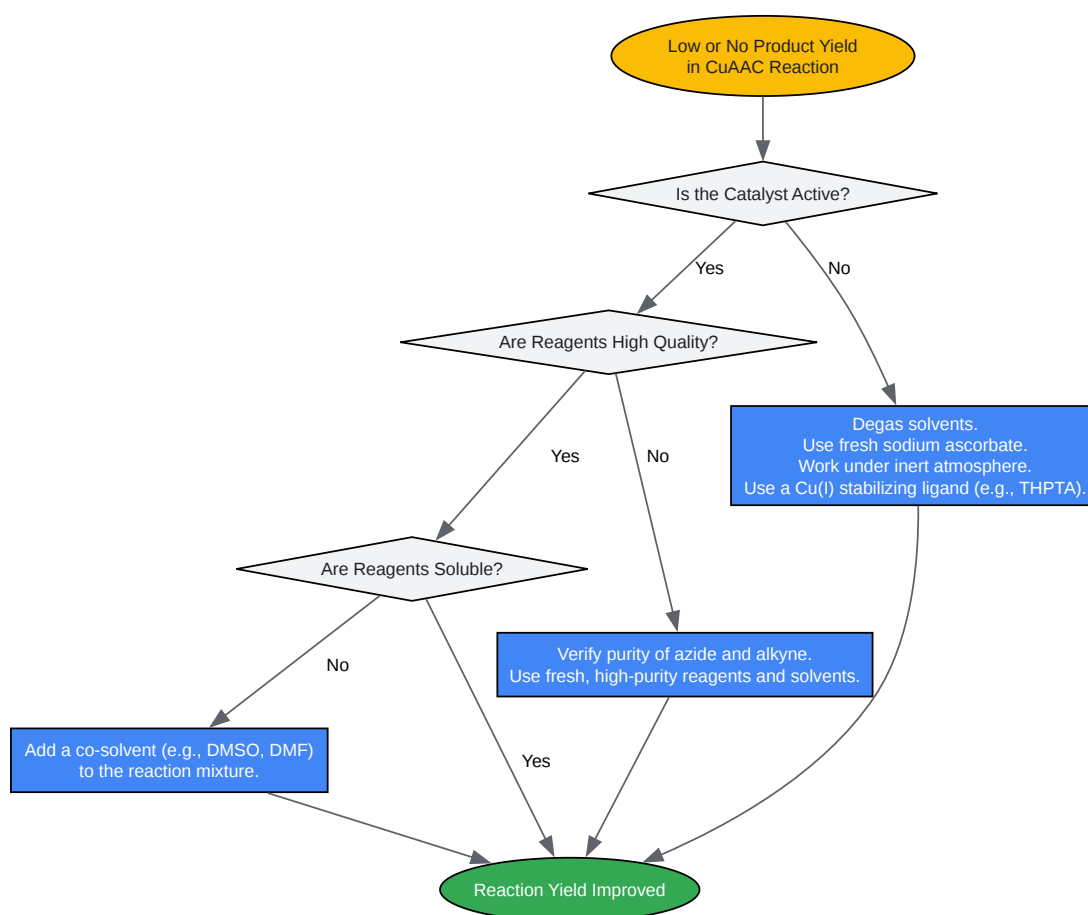 Low or No Product Yield
in CuAAC Reaction
Is the Catalyst Active?
Yes
No
Are Reagents High Quality?
Degas solvents.
Use fresh sodium ascorbate.
Work under inert atmosphere.
Use a Cu(I) stabilizing ligand (e.g., THPTA).
Yes
No
Are Reagents Soluble?
Verify purity of azide and alkyne.
Use fresh, high-purity reagents and solvents.
No
Add a co-solvent (e.g., DMSO, DMF)
to the reaction mixture.
Yes
Reaction Yield Improved